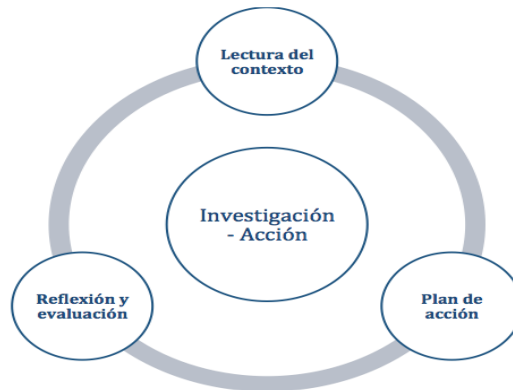 Lectura del
contexto
Investigación
- Acción
Reflexión y
evaluación
Plan de
acción